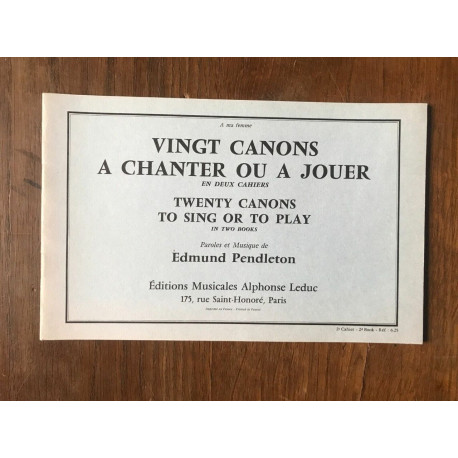 A ma femme
VINGT CANONS
A CHANTER OU A JOUER
EN DEUX CAHIERS
TWENTY CANONS
TO SING OR TO PLAY
IN TWO BOOKS
Paroles et Musique de
Edmund Pendleton
Éditions Musicales Alphonse Leduc
175, rue Saint-Honoré, Paris